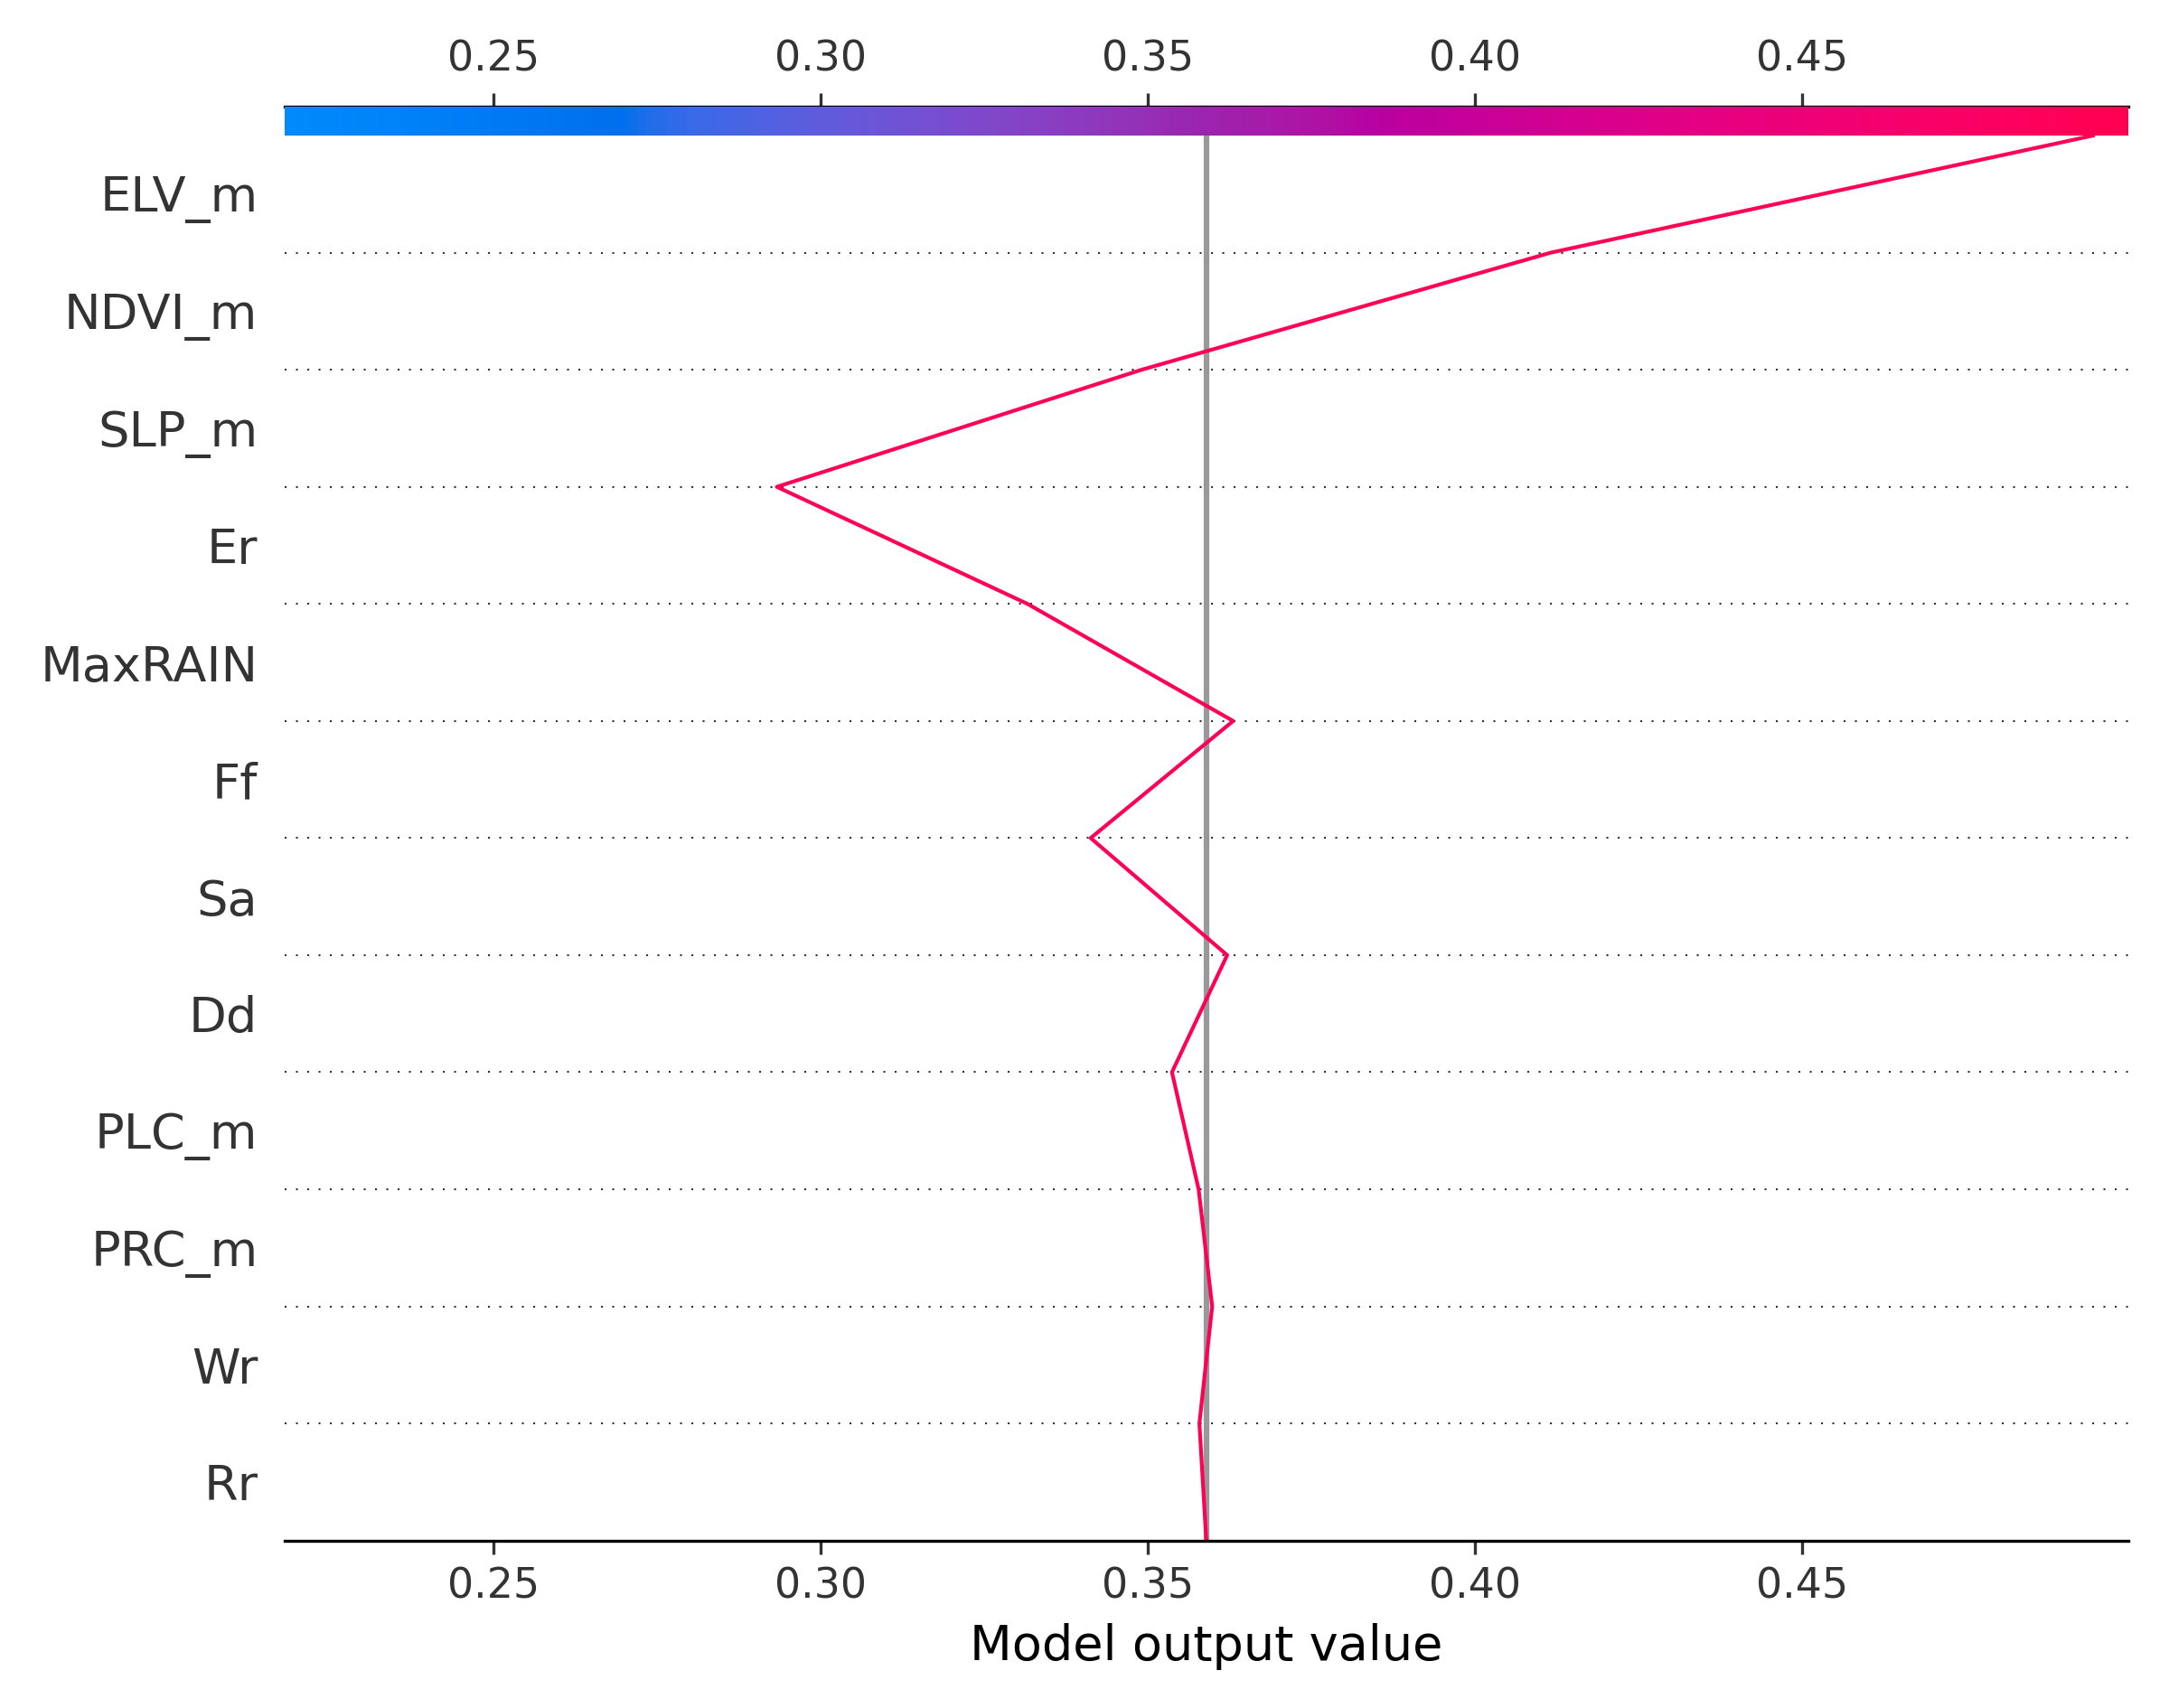 0.25 0.30 0.35 0.40 0.45
ELV_m
NDVI_m
SLP_m
Er
MaxRAIN
Ff
Sa
Dd
PLC_m
PRC_m
Wr
Rr
0.25 0.30 0.35 0.40 0.45
Model output value